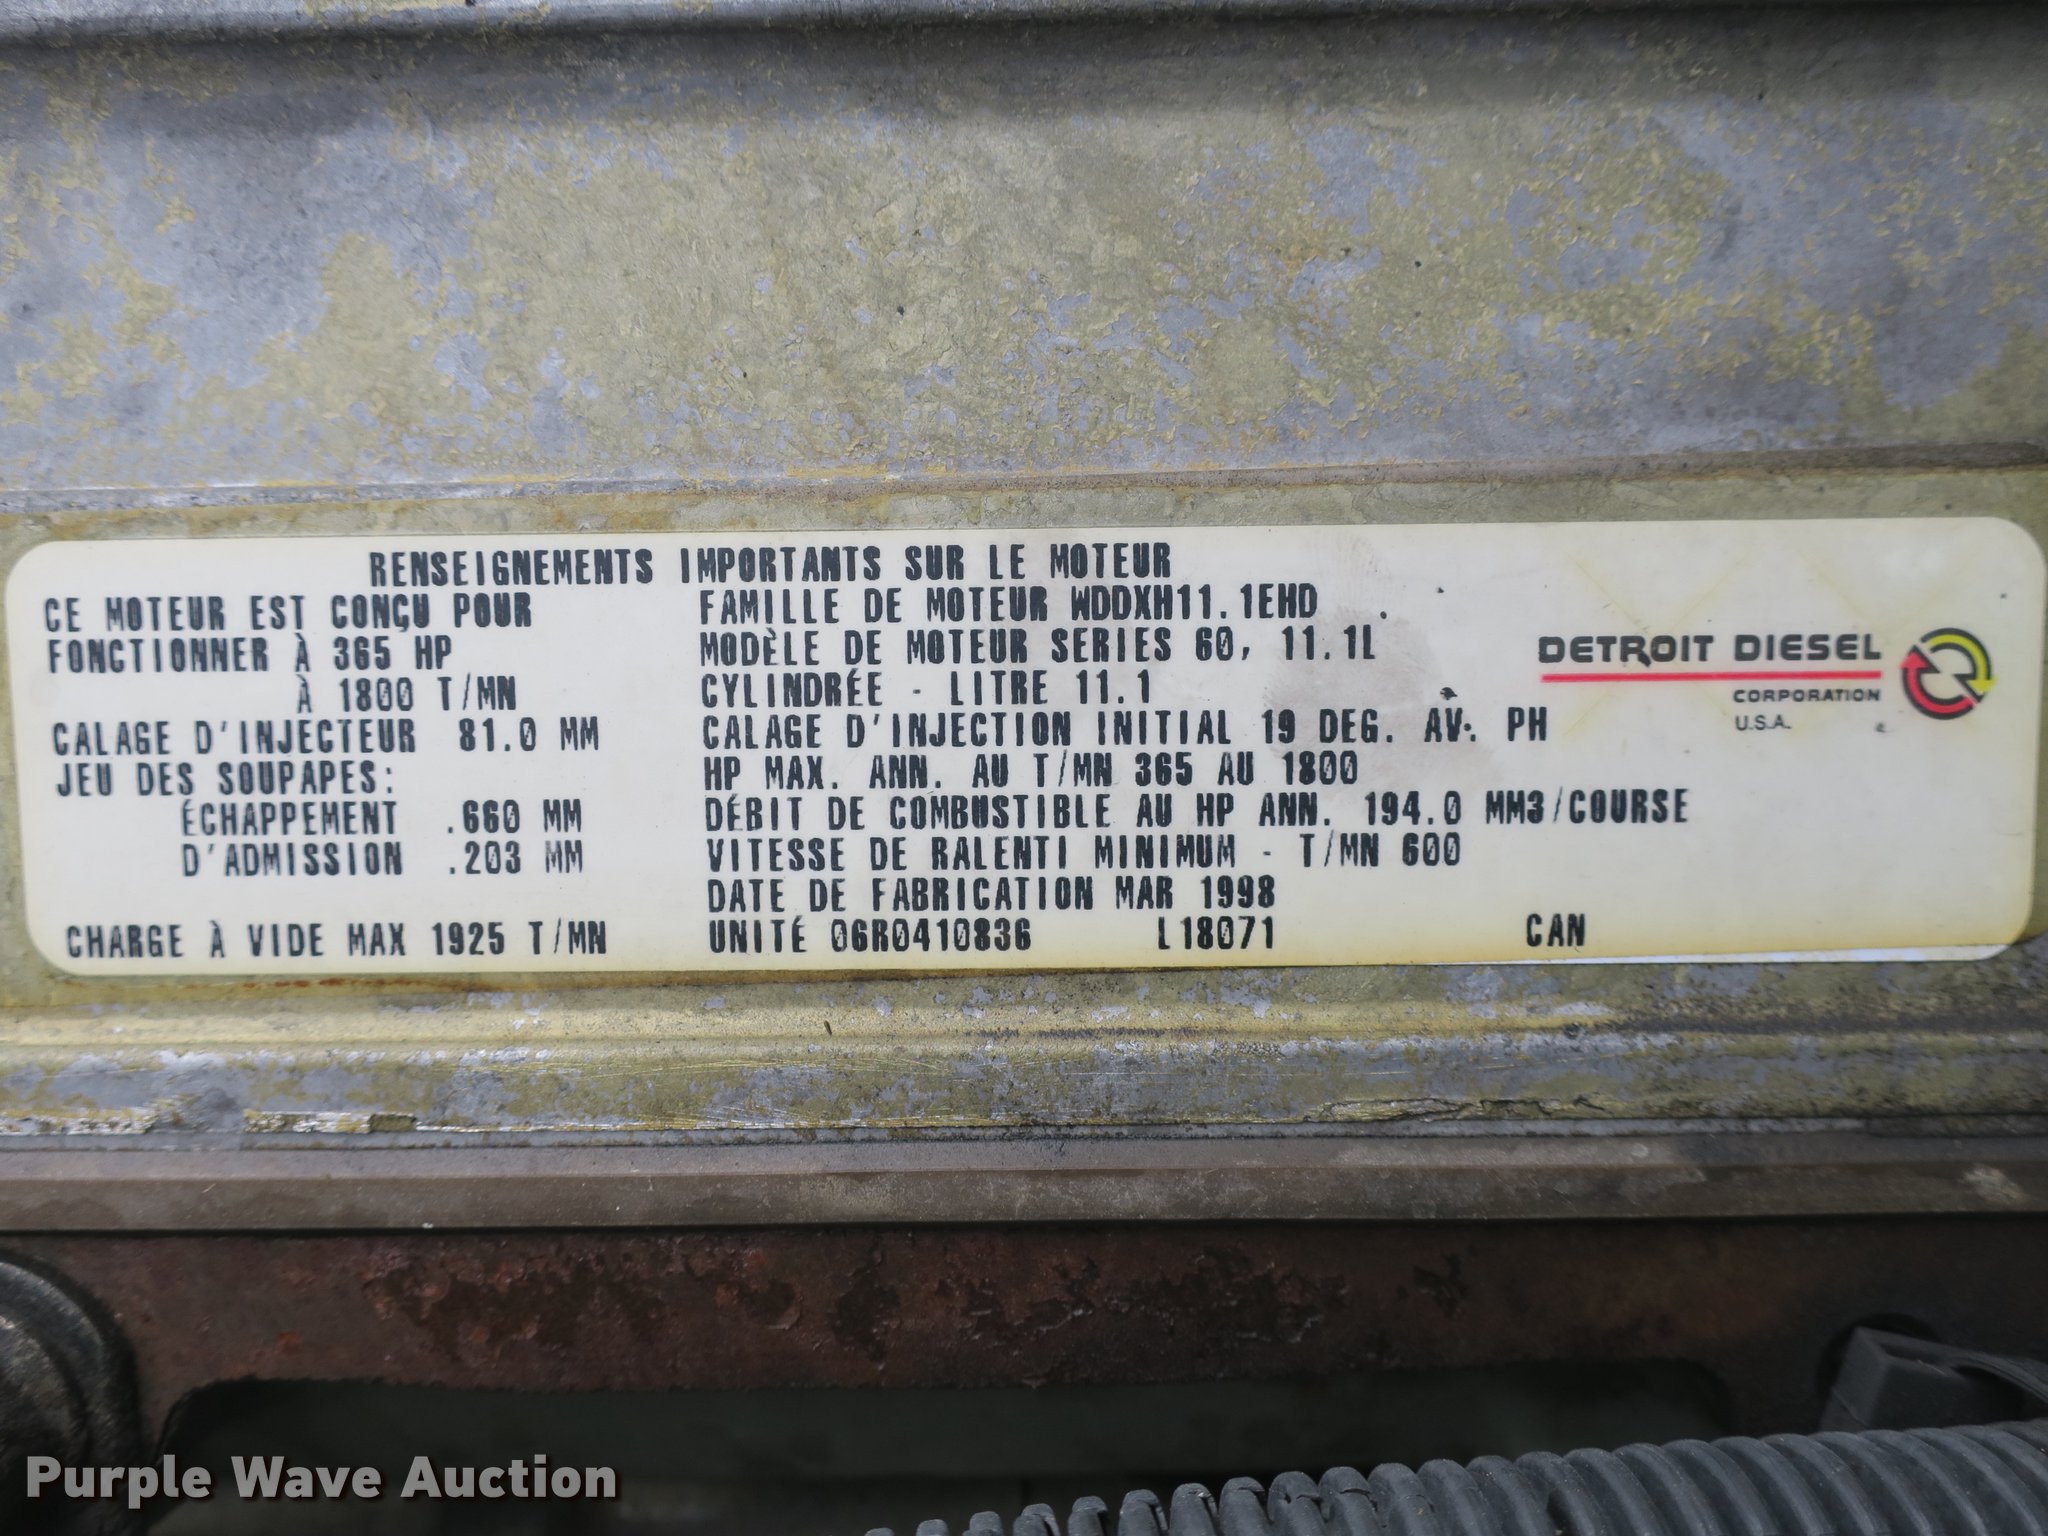 RENSEIGNEMENTS IMPORTANTS SUR LE MOTEUR
CE MOTEUR EST CONÇU POUR
FONCTIONNER À 365 HP
À 1800 T/MN
CALAGE D'INJECTEUR 81.0 MM
JEU DES SOUPAPES:
ÉCHAPPEMENT .660 MM
D'ADMISSION .203 MM
CHARGE À VIDE MAX 1925 T/MN
FAMILLE DE MOTEUR WDDXH11.1EHD
MODÈLE DE MOTEUR SERIES 60, 11.1L
CYLINDRÉE - LITRE 11.1
CALAGE D'INJECTION INITIAL 19 DEG. AV. PH
HP MAX. ANN. AU T/MN 365 AU 1800
DÉBIT DE COMBUSTIBLE AU HP ANN. 194.0 MM3/COURSE
VITESSE DE RALENTI MINIMUM - T/MN 600
DATE DE FABRICATION MAR 1998
UNITÉ 06R0410836 L18071 CAN
DETROIT DIESEL
CORPORATION
U.S.A.
Purple Wave Auction